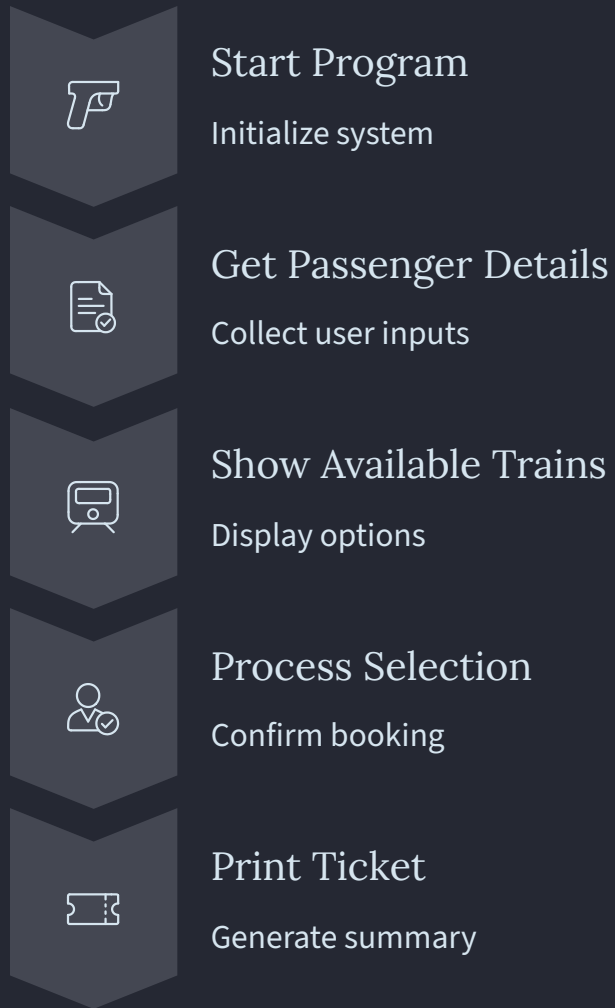 Start Program
Initialize system
Get Passenger Details
Collect user inputs
Show Available Trains
Display options
Process Selection
Confirm booking
Print Ticket
Generate summary